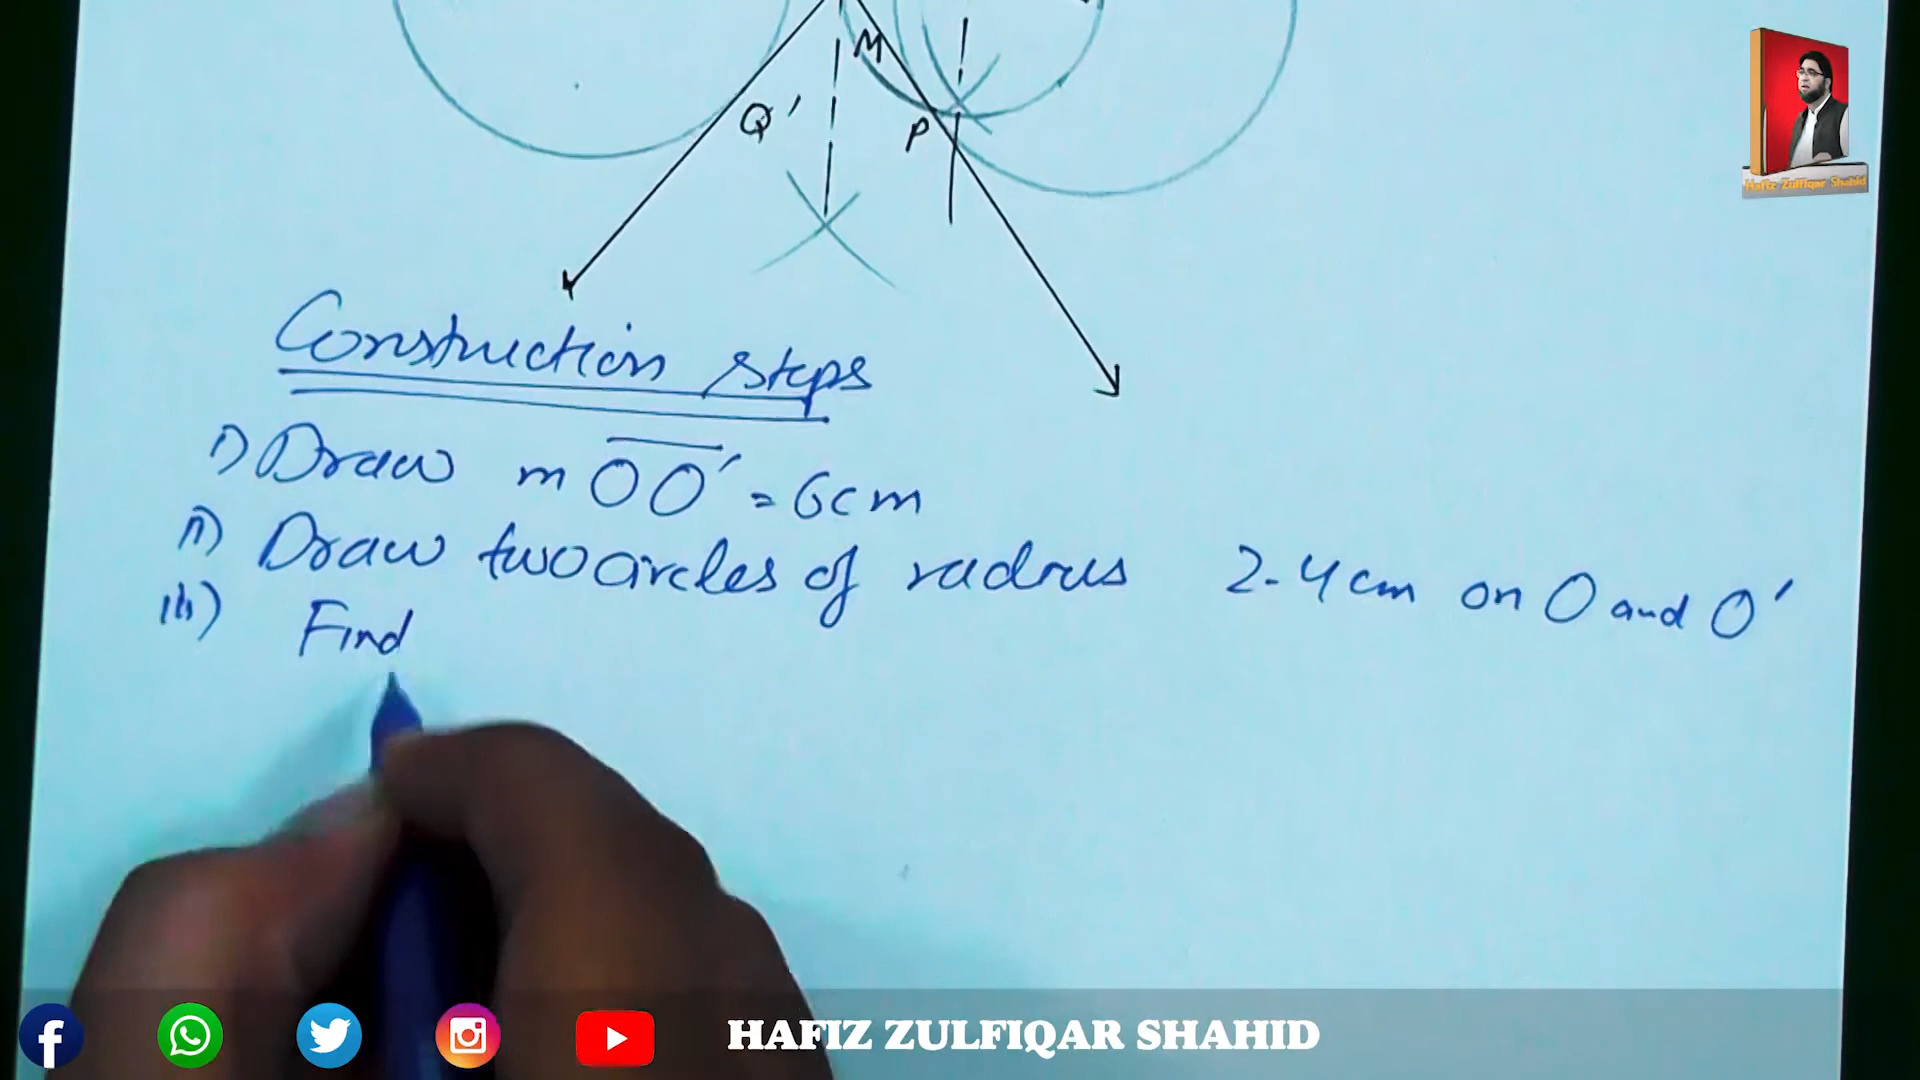 M
Q'
P
Hafiz Zulfiqar Shahid
Construction steps
i) Draw m OO' = 6cm
ii) Draw two circles of radius 2.4cm on O and O'
iii) Find
HAFIZ ZULFIQAR SHAHID